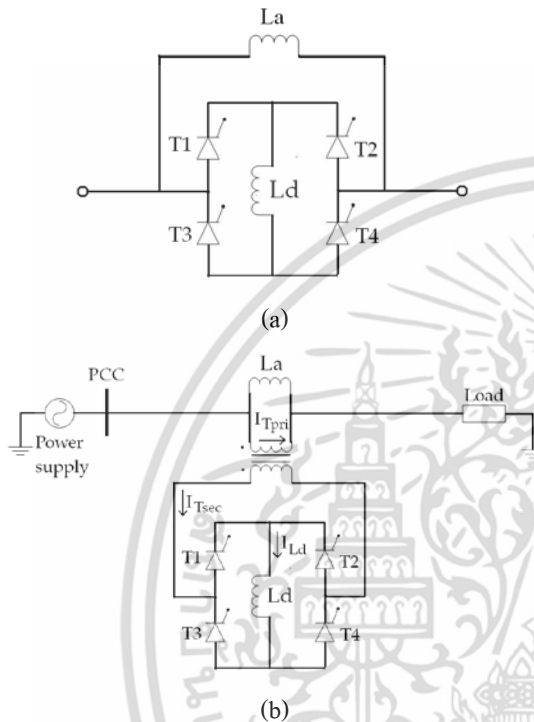 La
T1
T2
Ld
T3
T4
(a)
La
PCC
Load
I_Tpri
Power
supply
I_Tsec
I_Ld
T1
T2
Ld
T3
T4
(b)